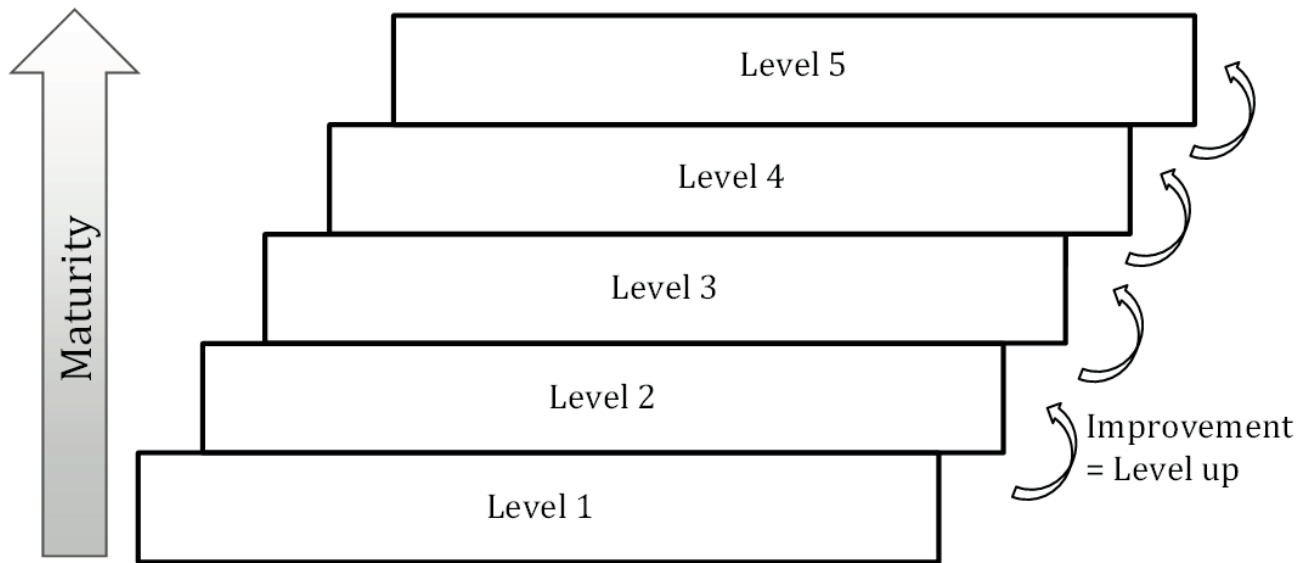 Level 5
Level 4
Level 3
Level 2
Level 1
Maturity
Improvement
= Level up